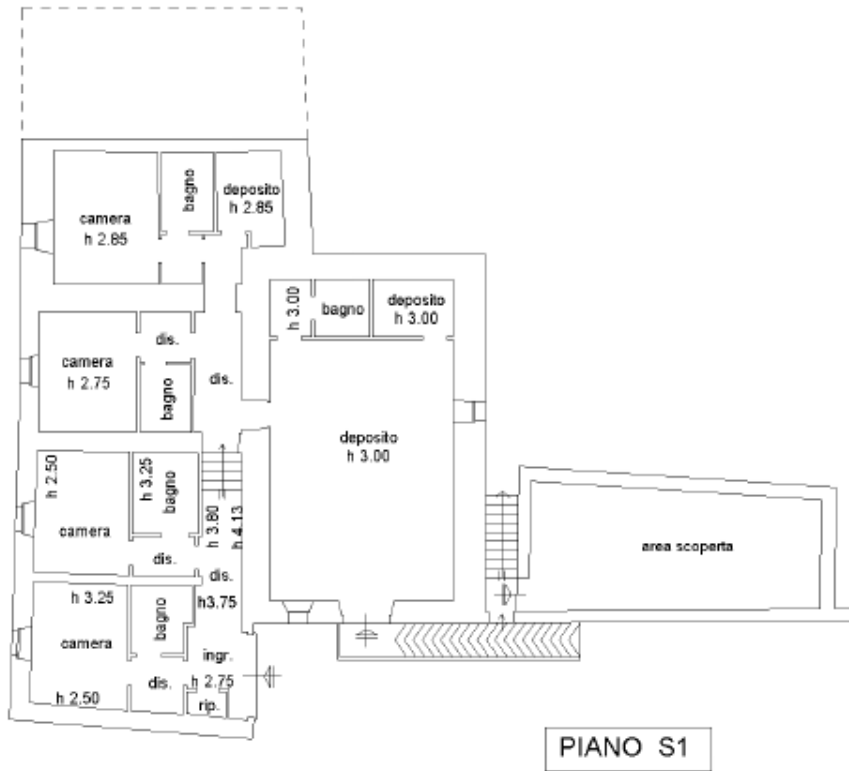 bagno
deposito
h 2.85
camera
h 2.85
h 3.00
bagno
deposito
h 3.00
dis.
camera
h 2.75
dis.
bagno
deposito
h 3.00
h 2.50
h 3.25
bagno
camera
h 3.80
h 4.13
dis.
dis.
area scoperta
h3.75
h 3.25
bagno
camera
ingr.
h 2.75
dis.
h 2.50
rip.
PIANO S1